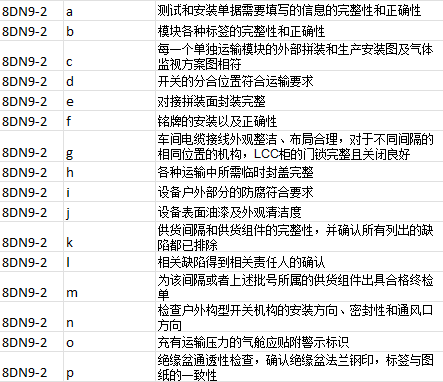 8DN9-2 a 测试和安装单据需要填写的信息的完整性和正确性
8DN9-2 b 模块各种标签的完整性和正确性
每一个单独运输模块的外部拼装和生产安装图及气体
8DN9-2 c 监视方案图相符
8DN9-2 d 开关的分合位置符合运输要求
8DN9-2 e 对接拼装面封装完整
8DN9-2 f 铭牌的安装以及正确性
车间电缆接线外观整洁、布局合理，对于不同间隔的
8DN9-2 g 相同位置的机构，LCC柜的门锁完整且关闭良好
8DN9-2 h 各种运输中所需临时封盖完整
8DN9-2 i 设备户外部分的防腐符合要求
8DN9-2 j 设备表面油漆及外观清洁度
供货间隔和供货组件的完整性，并确认所有列出的缺
8DN9-2 k 陷都已排除
8DN9-2 l 相关缺陷得到相关责任人的确认
为该间隔或者上述批号所属的供货组件出具合格终检
8DN9-2 m 单
检查户外构型开关机构的安装方向、密封性和通风口
8DN9-2 n 方向
8DN9-2 o 充有运输压力的气舱应贴附警示标识
绝缘盆通透性检查，确认绝缘盆法兰钢印，标签与图
8DN9-2 p 纸的一致性